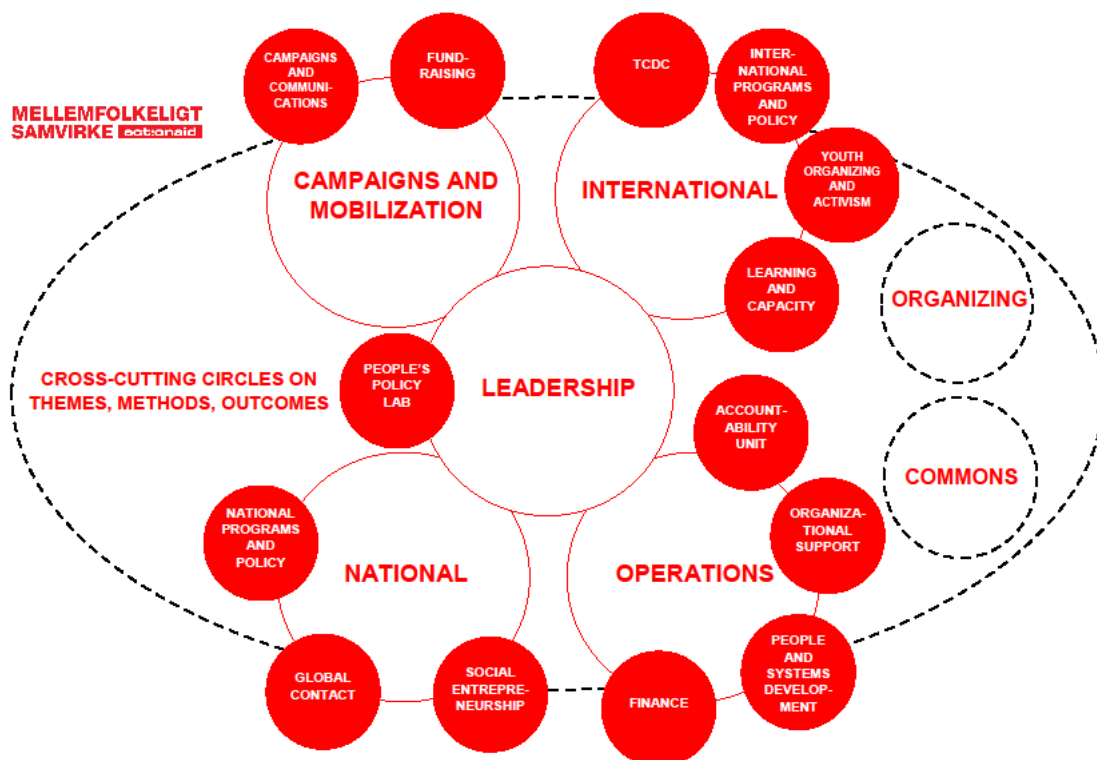 CAMPAIGNS
AND
COMMUNI-
CATIONS
FUND-
RAISING
TCDC
INTER-
NATIONAL
PROGRAMS
AND
POLICY
MELLEMFOLKELIGT
SAMVIRKE act:onaid
YOUTH
ORGANIZING
AND
ACTIVISM
CAMPAIGNS AND
MOBILIZATION
INTERNATIONAL
LEARNING
AND
CAPACITY
ORGANIZING
CROSS-CUTTING CIRCLES ON
THEMES, METHODS, OUTCOMES
PEOPLE'S
POLICY
LAB
LEADERSHIP
ACCOUNT-
ABILITY
UNIT
COMMONS
NATIONAL
PROGRAMS
AND
POLICY
ORGANIZA-
TIONAL
SUPPORT
NATIONAL
OPERATIONS
GLOBAL
CONTACT
SOCIAL
ENTREPRE-
NEURSHIP
FINANCE
PEOPLE
AND
SYSTEMS
DEVELOP-
MENT